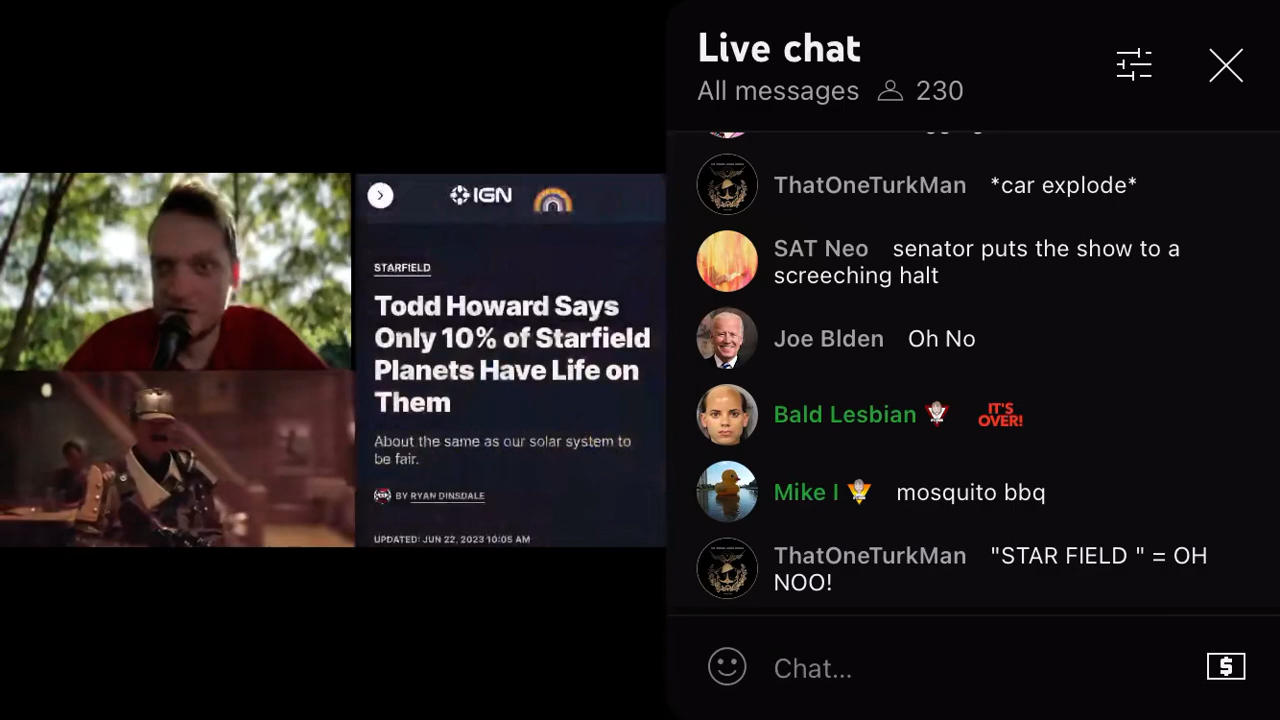 IGN
STARFIELD
Todd Howard Says
Only 10% of Starfield
Planets Have Life on
Them
About the same as our solar system to
be fair.
BY RYAN DINSDALE
UPDATED: JUN 22, 2023 10:05 AM
Live chat
All messages 230
ThatOneTurkMan *car explode*
SAT Neo senator puts the show to a
screeching halt
Joe Blden Oh No
Bald Lesbian IT'S
OVER!
Mike I mosquito bbq
ThatOneTurkMan "STAR FIELD " = OH
NOO!
Chat...
$